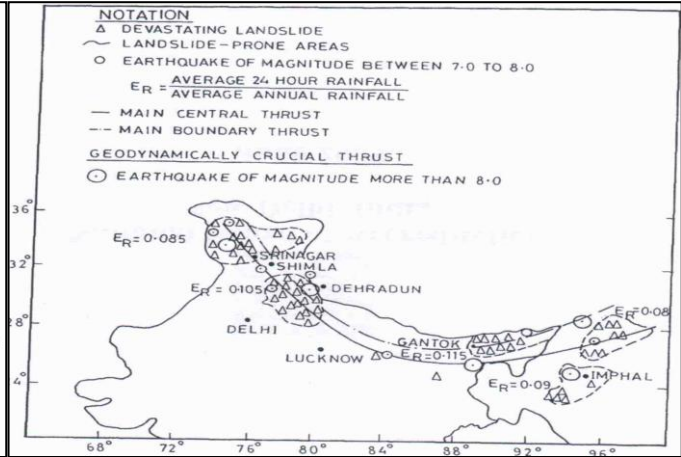 NOTATION
DEVASTATING LANDSLIDE
LANDSLIDE-PRONE AREAS
EARTHQUAKE OF MAGNITUDE BETWEEN 7.0 TO 8.0
ER = AVERAGE 24 HOUR RAINFALL
AVERAGE ANNUAL RAINFALL
MAIN CENTRAL THRUST
MAIN BOUNDARY THRUST
GEODYNAMICALLY CRUCIAL THRUST
EARTHQUAKE OF MAGNITUDE MORE THAN 8.0
36°
ER=0.085
SRINAGAR
32°
SHIMLA
ER=0.105
DEHRADUN
ER=0.08
28°
DELHI
GANTOK
LUCKNOW
ER=0.115
4°
ER=0.09
IMPHAL
68° 72° 76° 80° 84° 88° 92° 96°